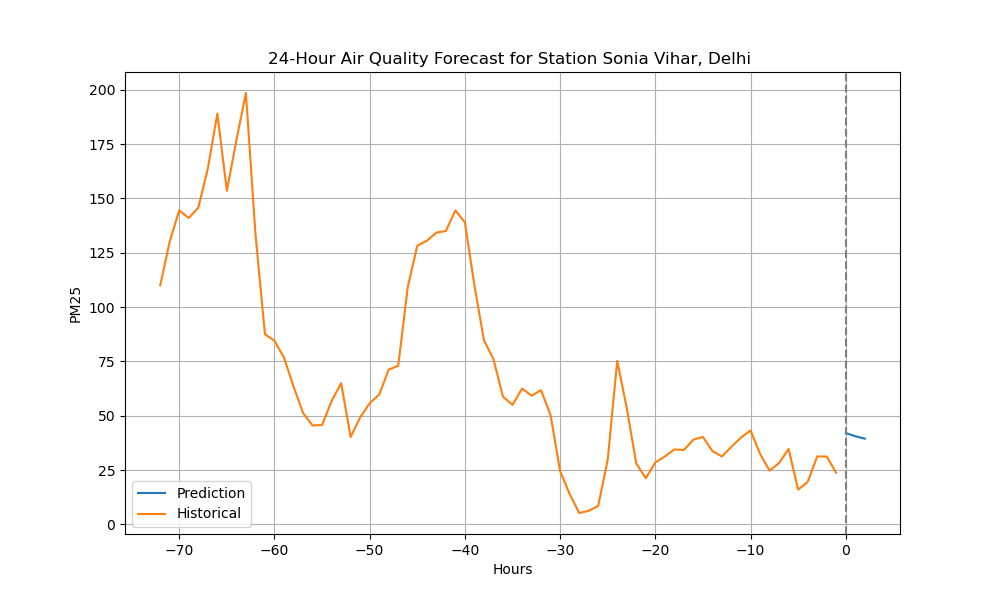 24-Hour Air Quality Forecast for Station Sonia Vihar, Delhi
200
175
150
125
100
75
50
25
0
PM25
Prediction
Historical
−70 −60 −50 −40 −30 −20 −10 0
Hours